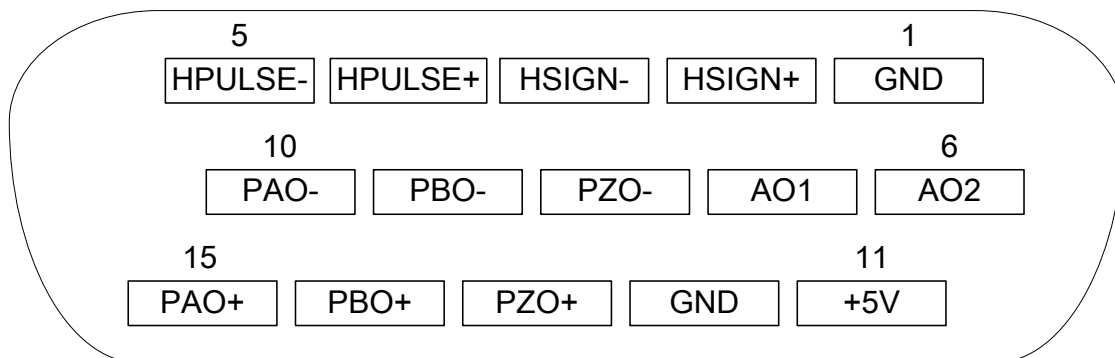 5 1
HPULSE- HPULSE+ HSIGN- HSIGN+ GND
10 6
PAO- PBO- PZO- AO1 AO2
15 11
PAO+ PBO+ PZO+ GND +5V